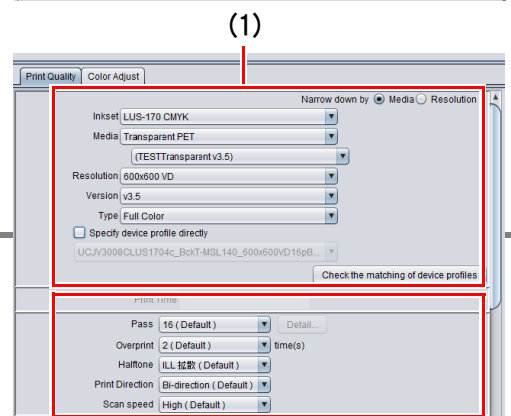 (1)
Print Quality Color Adjust
Narrow down by Media Resolution
Inkset LUS-170 CMYK
Media Transparent PET
(TESTTransparent v3.5)
Resolution 600x600 VD
Version v3.5
Type Full Color
Specify device profile directly
UCJV3008CLUS1704c_BckT-MSL140_600x600VD16pB...
Check the matching of device profiles
Print Time
Pass 16 ( Default ) Detail...
Overprint 2 ( Default ) time(s)
Halftone ILL 拡散 ( Default )
Print Direction Bi-direction ( Default )
Scan speed High ( Default )